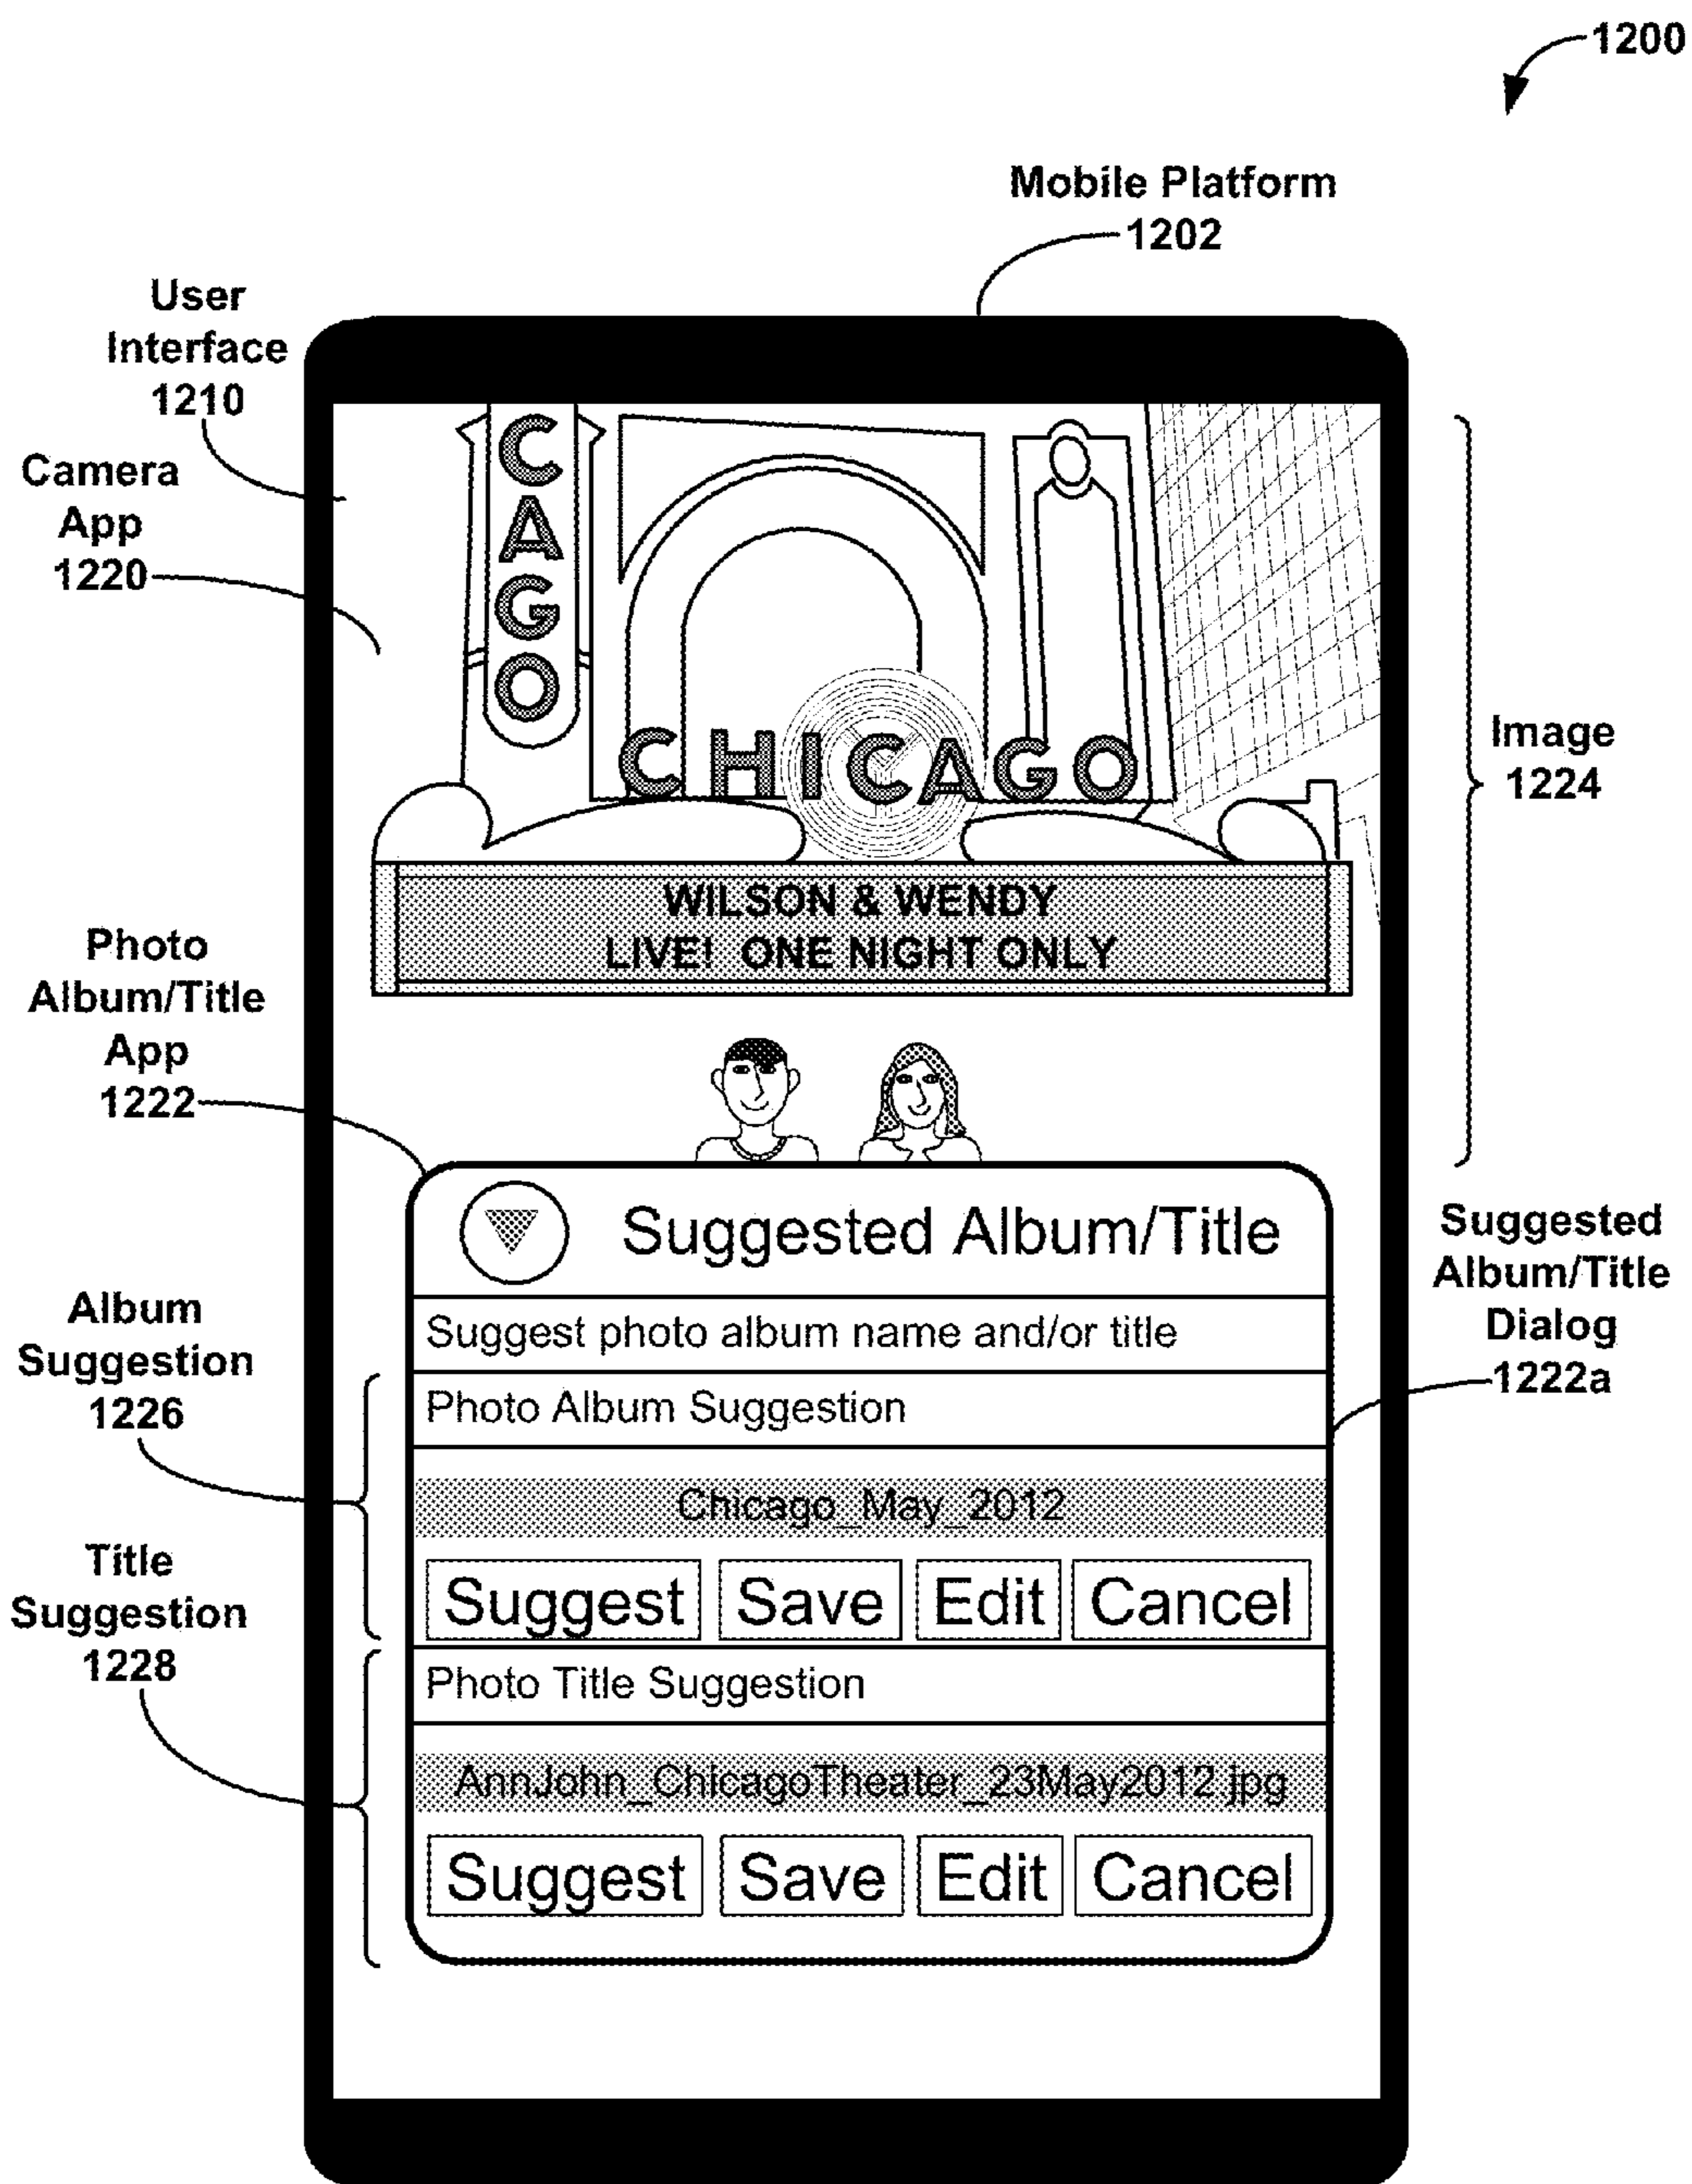 1200
Mobile Platform
1202
User
Interface
1210
Camera
App
1220
C
A
G
O
CHICAGO
Image
1224
WILSON & WENDY
LIVE! ONE NIGHT ONLY
Photo
Album/Title
App
1222
Suggested Album/Title
Suggested
Album/Title
Dialog
1222a
Suggest photo album name and/or title
Album
Suggestion
1226
Photo Album Suggestion
Chicago_May_2012
Suggest Save Edit Cancel
Title
Suggestion
1228
Photo Title Suggestion
AnnJohn_ChicagoTheater_23May2012.jpg
Suggest Save Edit Cancel